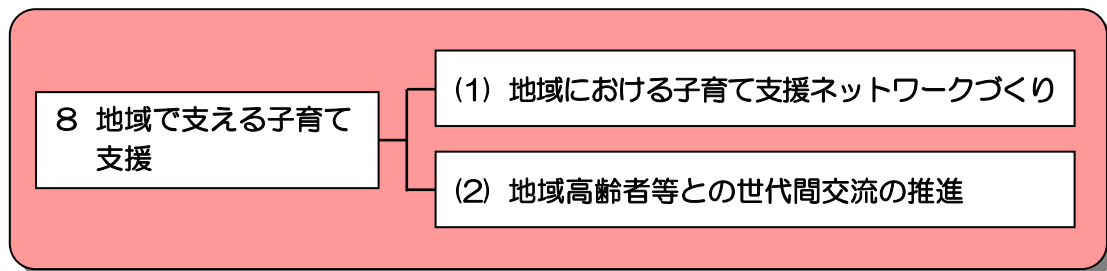 8 地域で支える子育て
支援
(1) 地域における子育て支援ネットワークづくり
(2) 地域高齢者等との世代間交流の推進